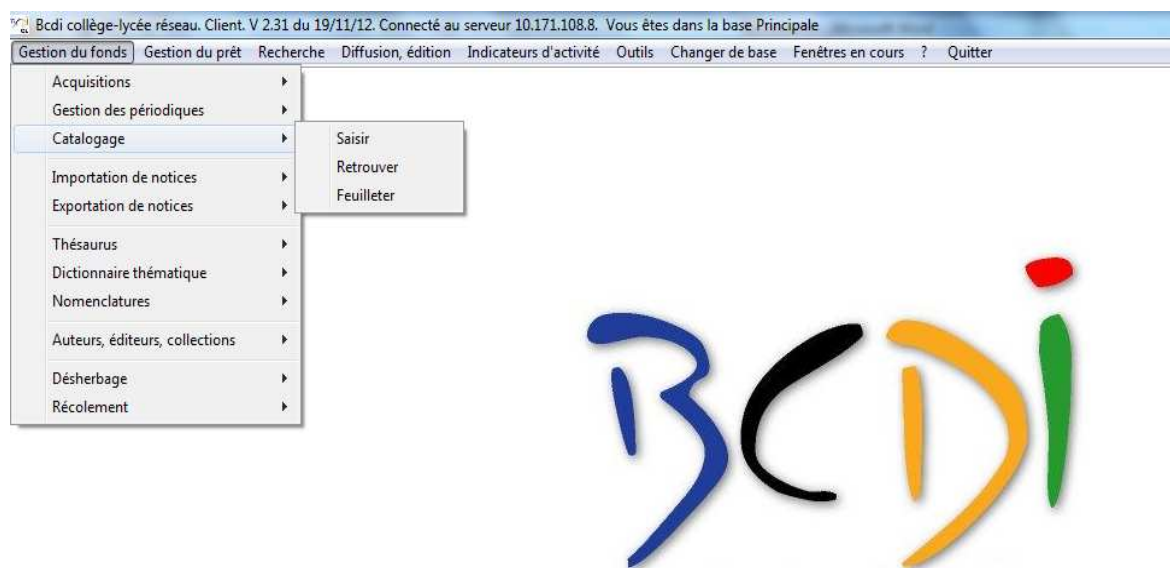 Bcdi collège-lycée réseau. Client. V 2.31 du 19/11/12. Connecté au serveur 10.171.108.8. Vous êtes dans la base Principale
Gestion du fonds Gestion du prêt Recherche Diffusion, édition Indicateurs d'activité Outils Changer de base Fenêtres en cours ? Quitter
Acquisitions
Gestion des périodiques
Catalogage
Saisir
Retrouver
Feuilleter
Importation de notices
Exportation de notices
Thésaurus
Dictionnaire thématique
Nomenclatures
Auteurs, éditeurs, collections
Désherbage
Récolement
BCDI